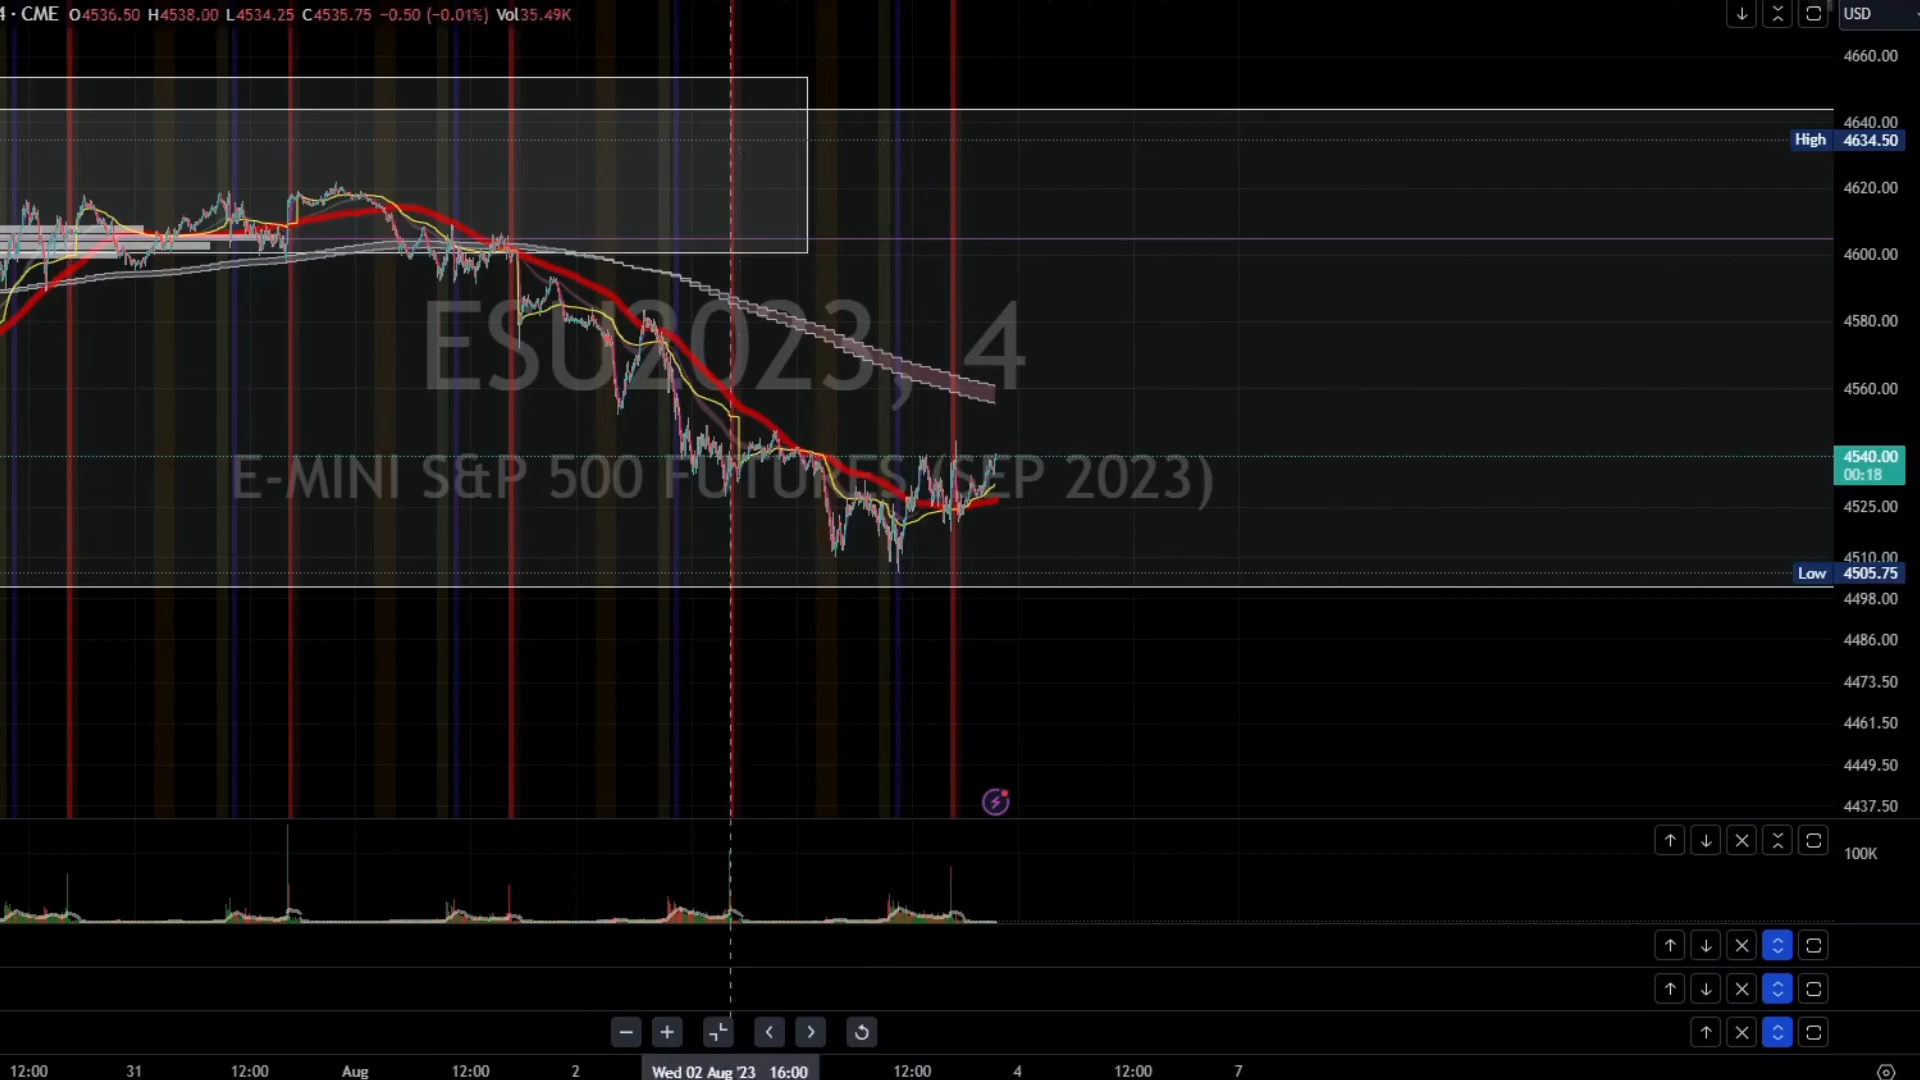 4 · CME O4536.50 H4538.00 L4534.25 C4535.75 −0.50 (−0.01%) Vol35.49K
USD
4660.00
4640.00
High 4634.50
4620.00
4600.00
4580.00
4560.00
ESU2023, 4
E-MINI S&P 500 FUTURES (SEP 2023)
4540.00
00:18
4525.00
4510.00
Low 4505.75
4498.00
4486.00
4473.50
4461.50
4449.50
4437.50
100K
12:00 31 12:00 Aug 12:00 2 Wed 02 Aug '23 16:00 12:00 4 12:00 7